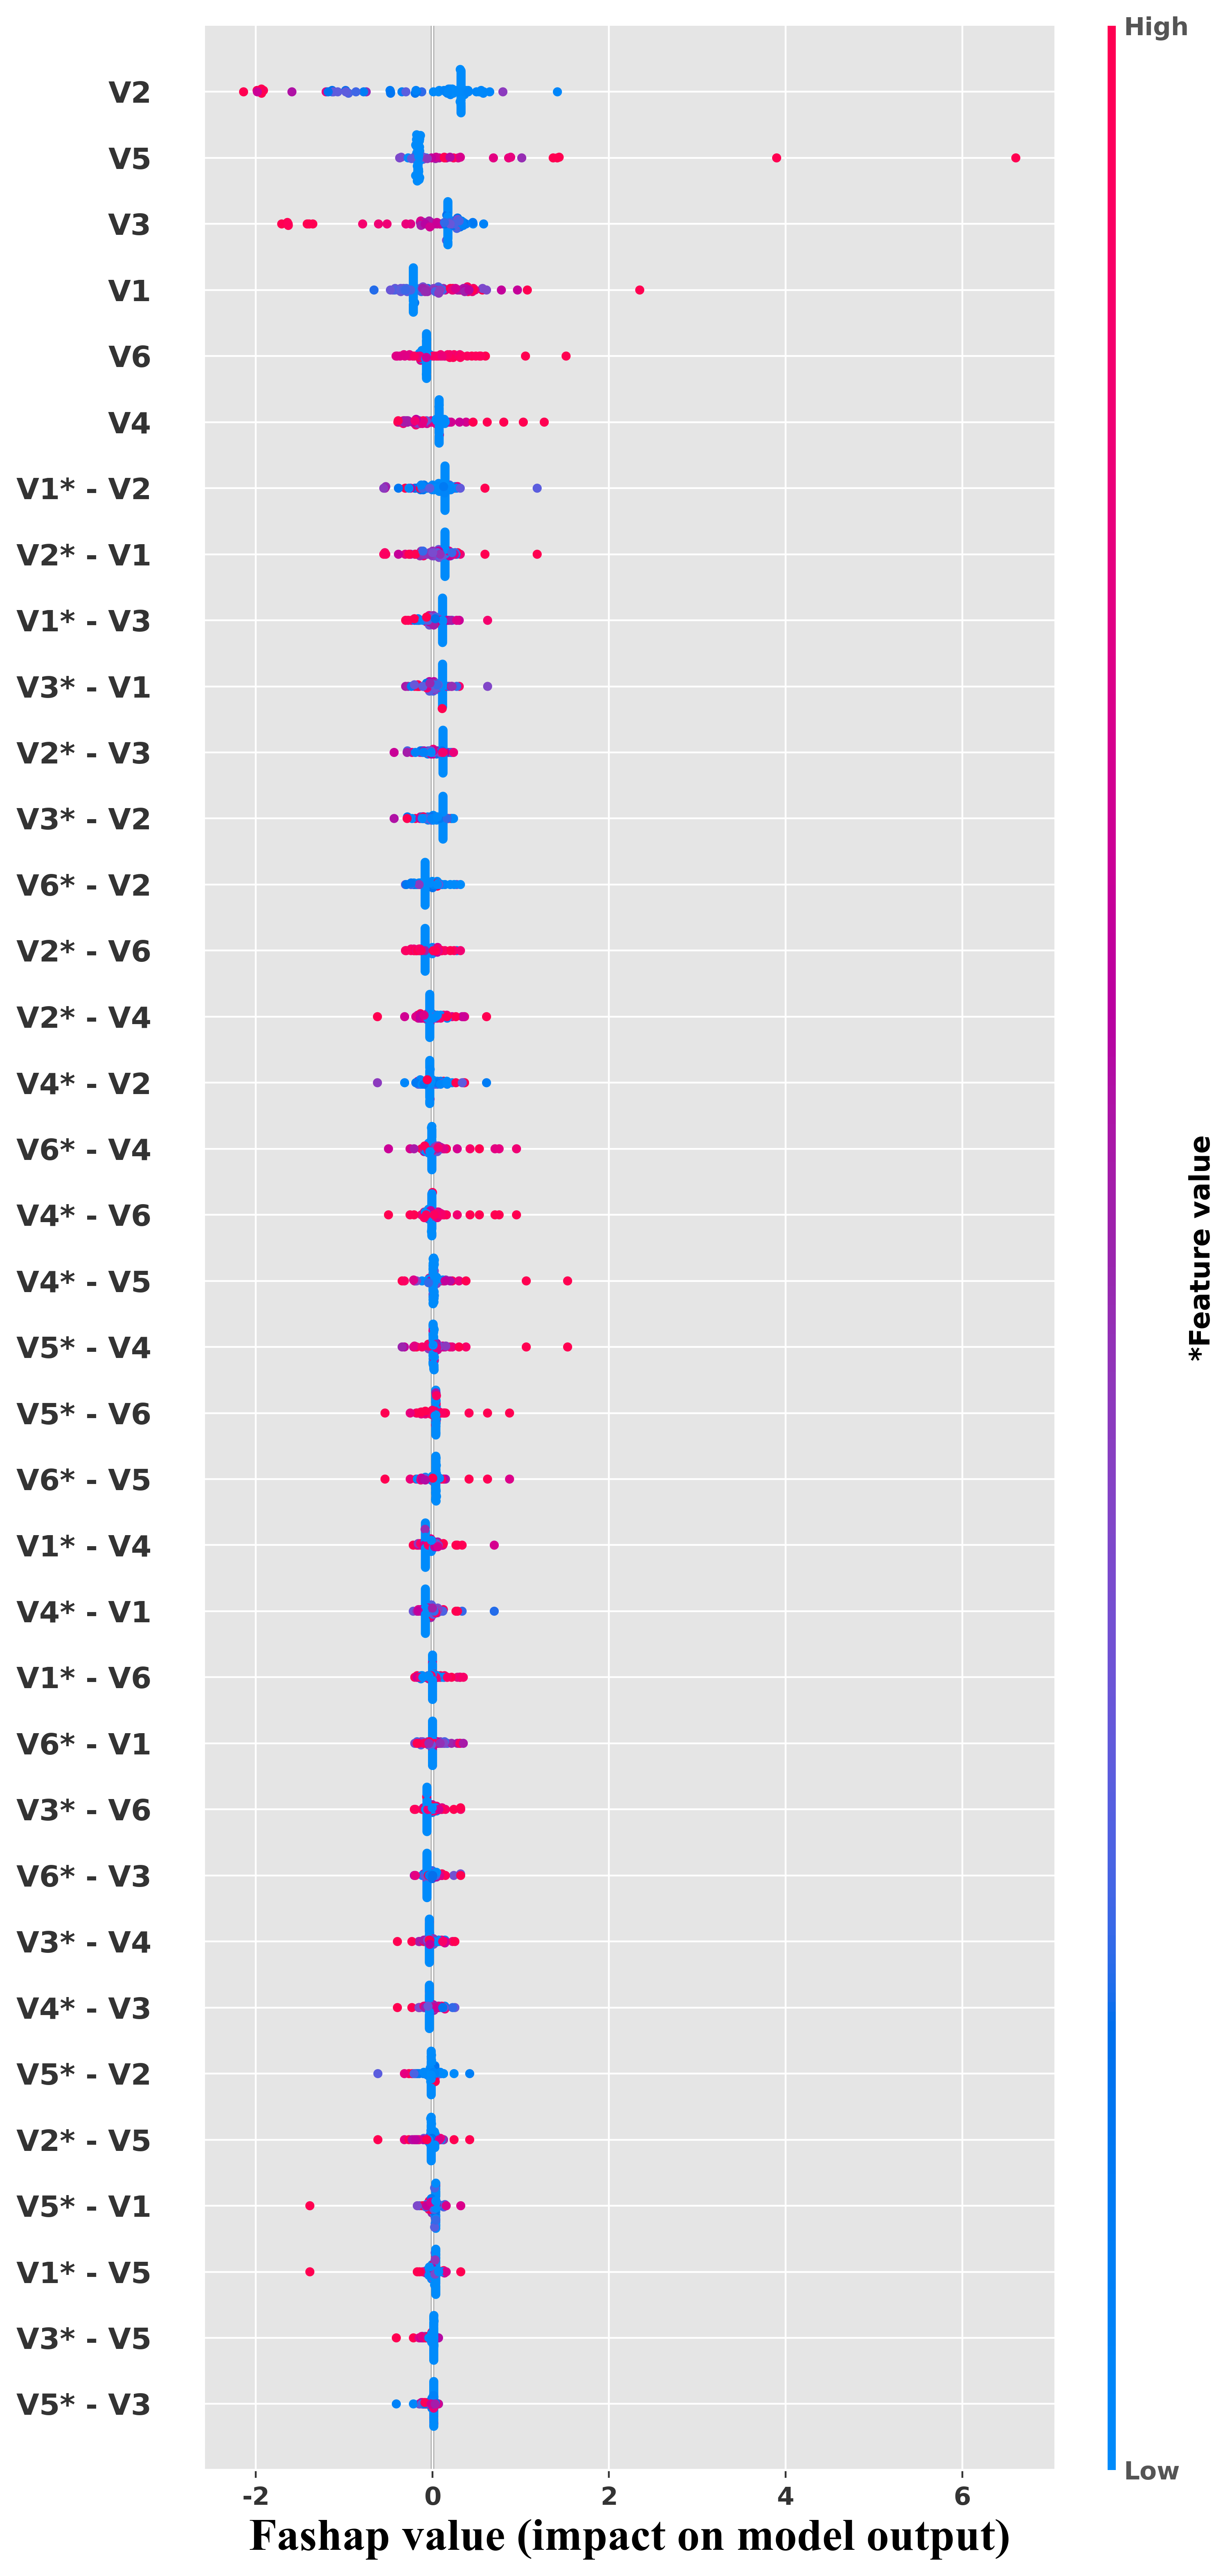 High
V2
V5
V3
V1
V6
V4
V1* - V2
V2* - V1
V1* - V3
V3* - V1
V2* - V3
V3* - V2
V6* - V2
V2* - V6
V2* - V4
V4* - V2
V6* - V4
V4* - V6
V4* - V5
V5* - V4
V5* - V6
V6* - V5
V1* - V4
V4* - V1
V1* - V6
V6* - V1
V3* - V6
V6* - V3
V3* - V4
V4* - V3
V5* - V2
V2* - V5
V5* - V1
V1* - V5
V3* - V5
V5* - V3
*Feature value
Low
-2 0 2 4 6
Fashap value (impact on model output)